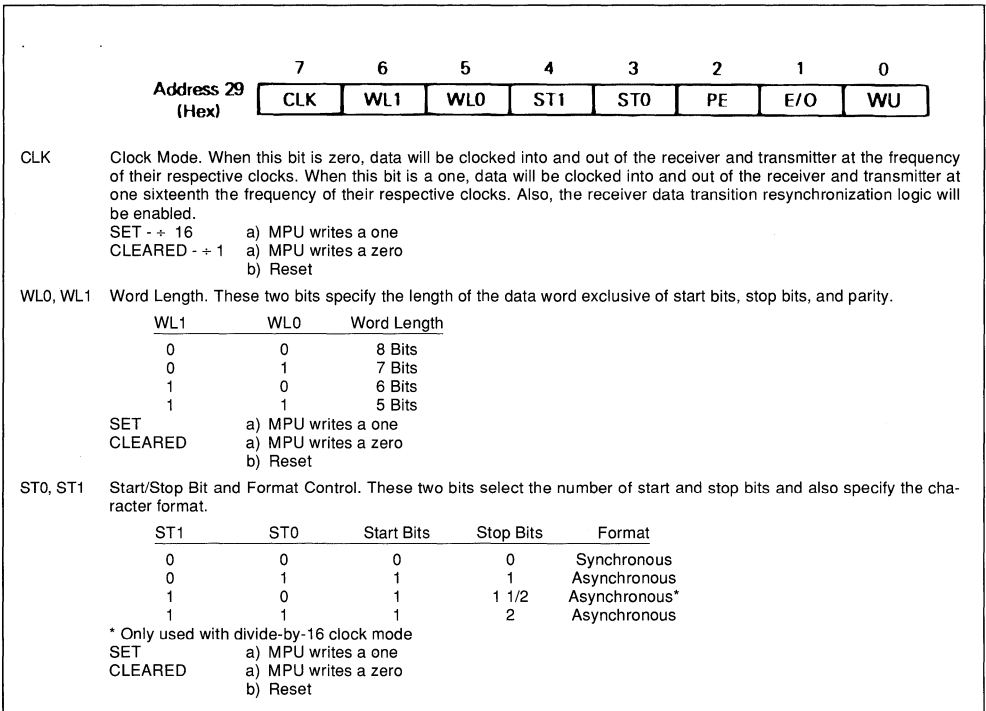 7 6 5 4 3 2 1 0
Address 29 CLK WL1 WL0 ST1 ST0 PE E/O WU
(Hex)
CLK Clock Mode. When this bit is zero, data will be clocked into and out of the receiver and transmitter at the frequency
of their respective clocks. When this bit is a one, data will be clocked into and out of the receiver and transmitter at
one sixteenth the frequency of their respective clocks. Also, the receiver data transition resynchronization logic will
be enabled.
SET - ÷ 16 a) MPU writes a one
CLEARED - ÷ 1 a) MPU writes a zero
b) Reset
WL0, WL1 Word Length. These two bits specify the length of the data word exclusive of start bits, stop bits, and parity.
WL1 WL0 Word Length
0 0 8 Bits
0 1 7 Bits
1 0 6 Bits
1 1 5 Bits
SET a) MPU writes a one
CLEARED a) MPU writes a zero
b) Reset
ST0, ST1 Start/Stop Bit and Format Control. These two bits select the number of start and stop bits and also specify the cha-
racter format.
ST1 ST0 Start Bits Stop Bits Format
0 0 0 0 Synchronous
0 1 1 1 Asynchronous
1 0 1 1 1/2 Asynchronous*
1 1 1 2 Asynchronous
* Only used with divide-by-16 clock mode
SET a) MPU writes a one
CLEARED a) MPU writes a zero
b) Reset